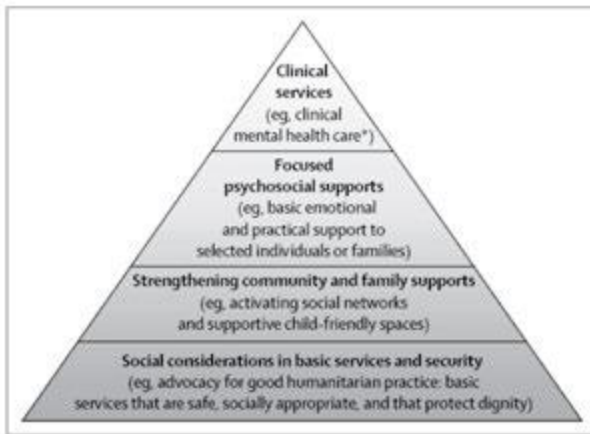 Clinical
services
(eg, clinical
mental health care*)
Focused
psychosocial supports
(eg, basic emotional
and practical support to
selected individuals or families)
Strengthening community and family supports
(eg, activating social networks
and supportive child-friendly spaces)
Social considerations in basic services and security
(eg, advocacy for good humanitarian practice: basic
services that are safe, socially appropriate, and that protect dignity)